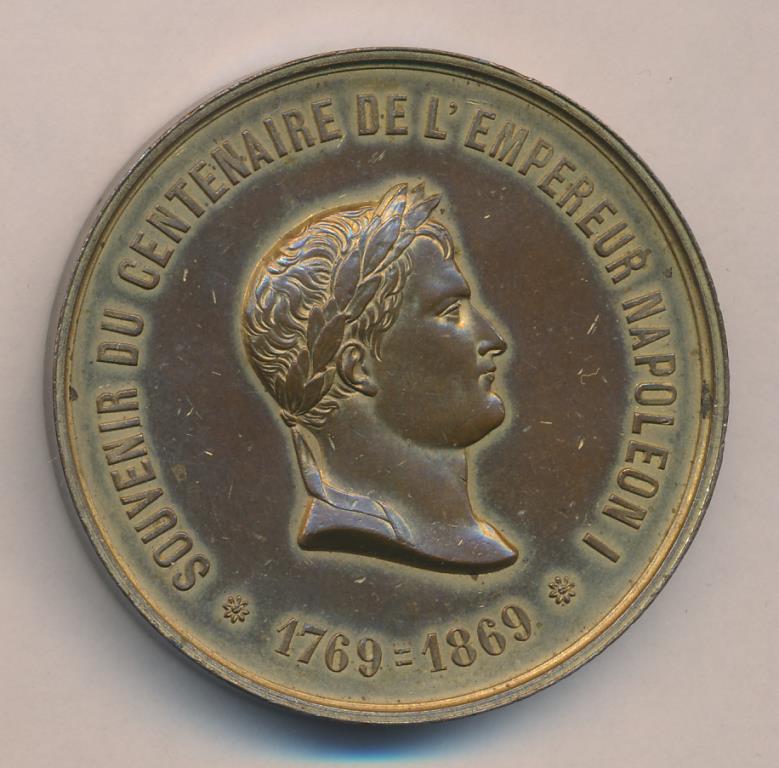 SOUVENIR DU CENTENAIRE DE L'EMPEREUR NAPOLEON I
1769=1869